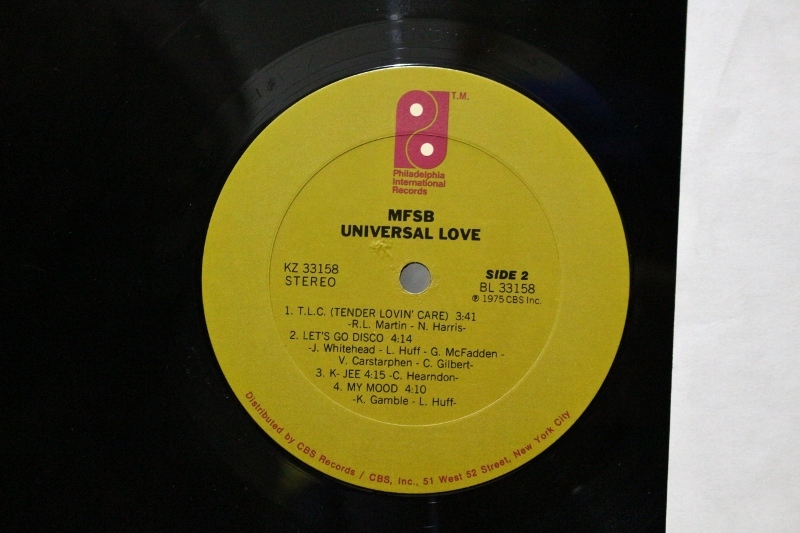 T.M.
Philadelphia
International
Records
MFSB
UNIVERSAL LOVE
KZ 33158
STEREO
SIDE 2
BL 33158
℗ 1975 CBS Inc.
1. T.L.C. (TENDER LOVIN' CARE) 3:41
-R.L. Martin - N. Harris-
2. LET'S GO DISCO 4:14
-J. Whitehead - L. Huff - G. McFadden -
V. Carstarphen - C. Gilbert-
3. K- JEE 4:15 -C. Hearndon-
4. MY MOOD 4:10
-K. Gamble - L. Huff-
Distributed by CBS Records / CBS, Inc., 51 West 52 Street, New York City